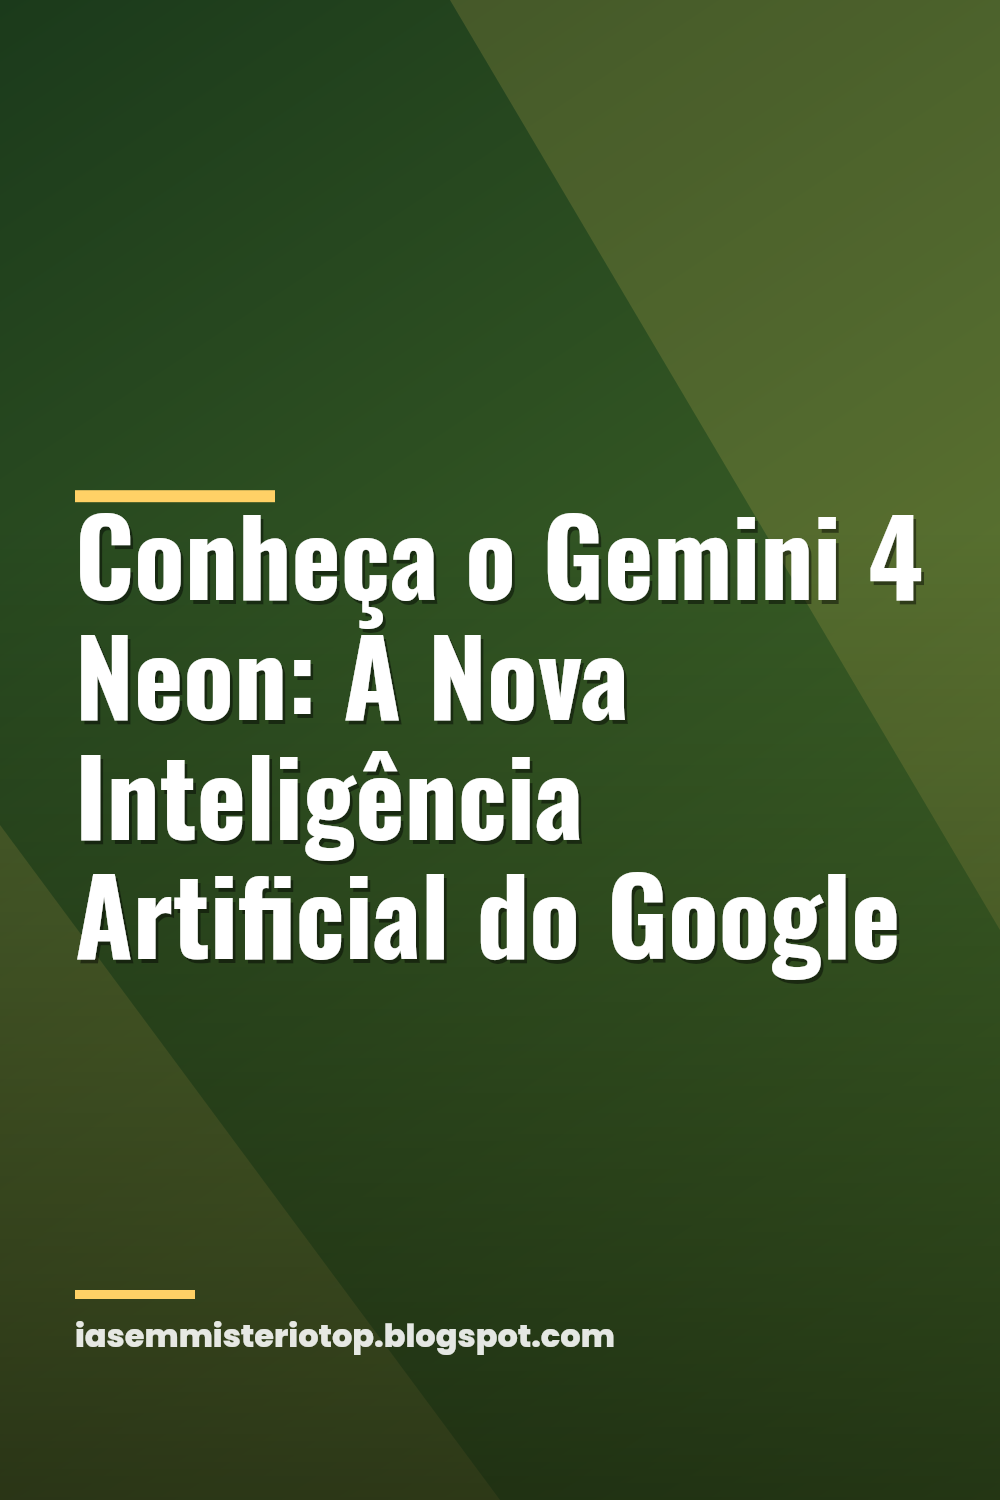 Conheça o Gemini 4
Neon: A Nova
Inteligência
Artificial do Google
iasemmisteriotop.blogspot.com